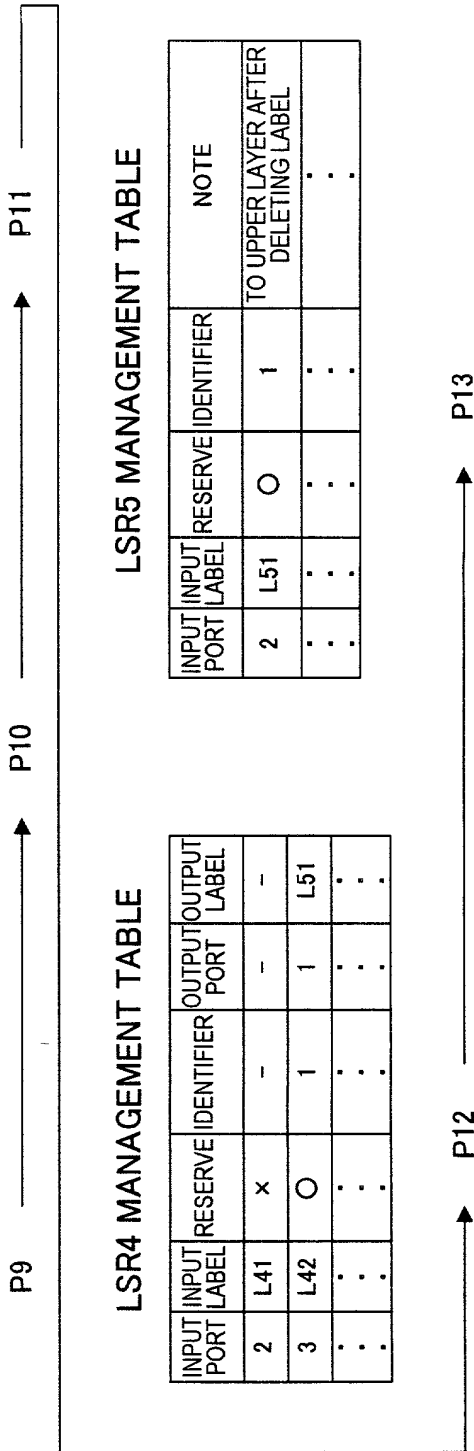 P9 P10 P11
LSR4 MANAGEMENT TABLE
INPUT PORT INPUT LABEL RESERVE IDENTIFIER OUTPUT PORT OUTPUT LABEL
2 L41 × - - -
3 L42 ○ 1 1 L51
. . . . . . . . . . . . . . . . . .
LSR5 MANAGEMENT TABLE
INPUT PORT INPUT LABEL RESERVE IDENTIFIER NOTE
2 L51 ○ 1 TO UPPER LAYER AFTER DELETING LABEL
. . . . . . . . . . . . . . .
P12 P13